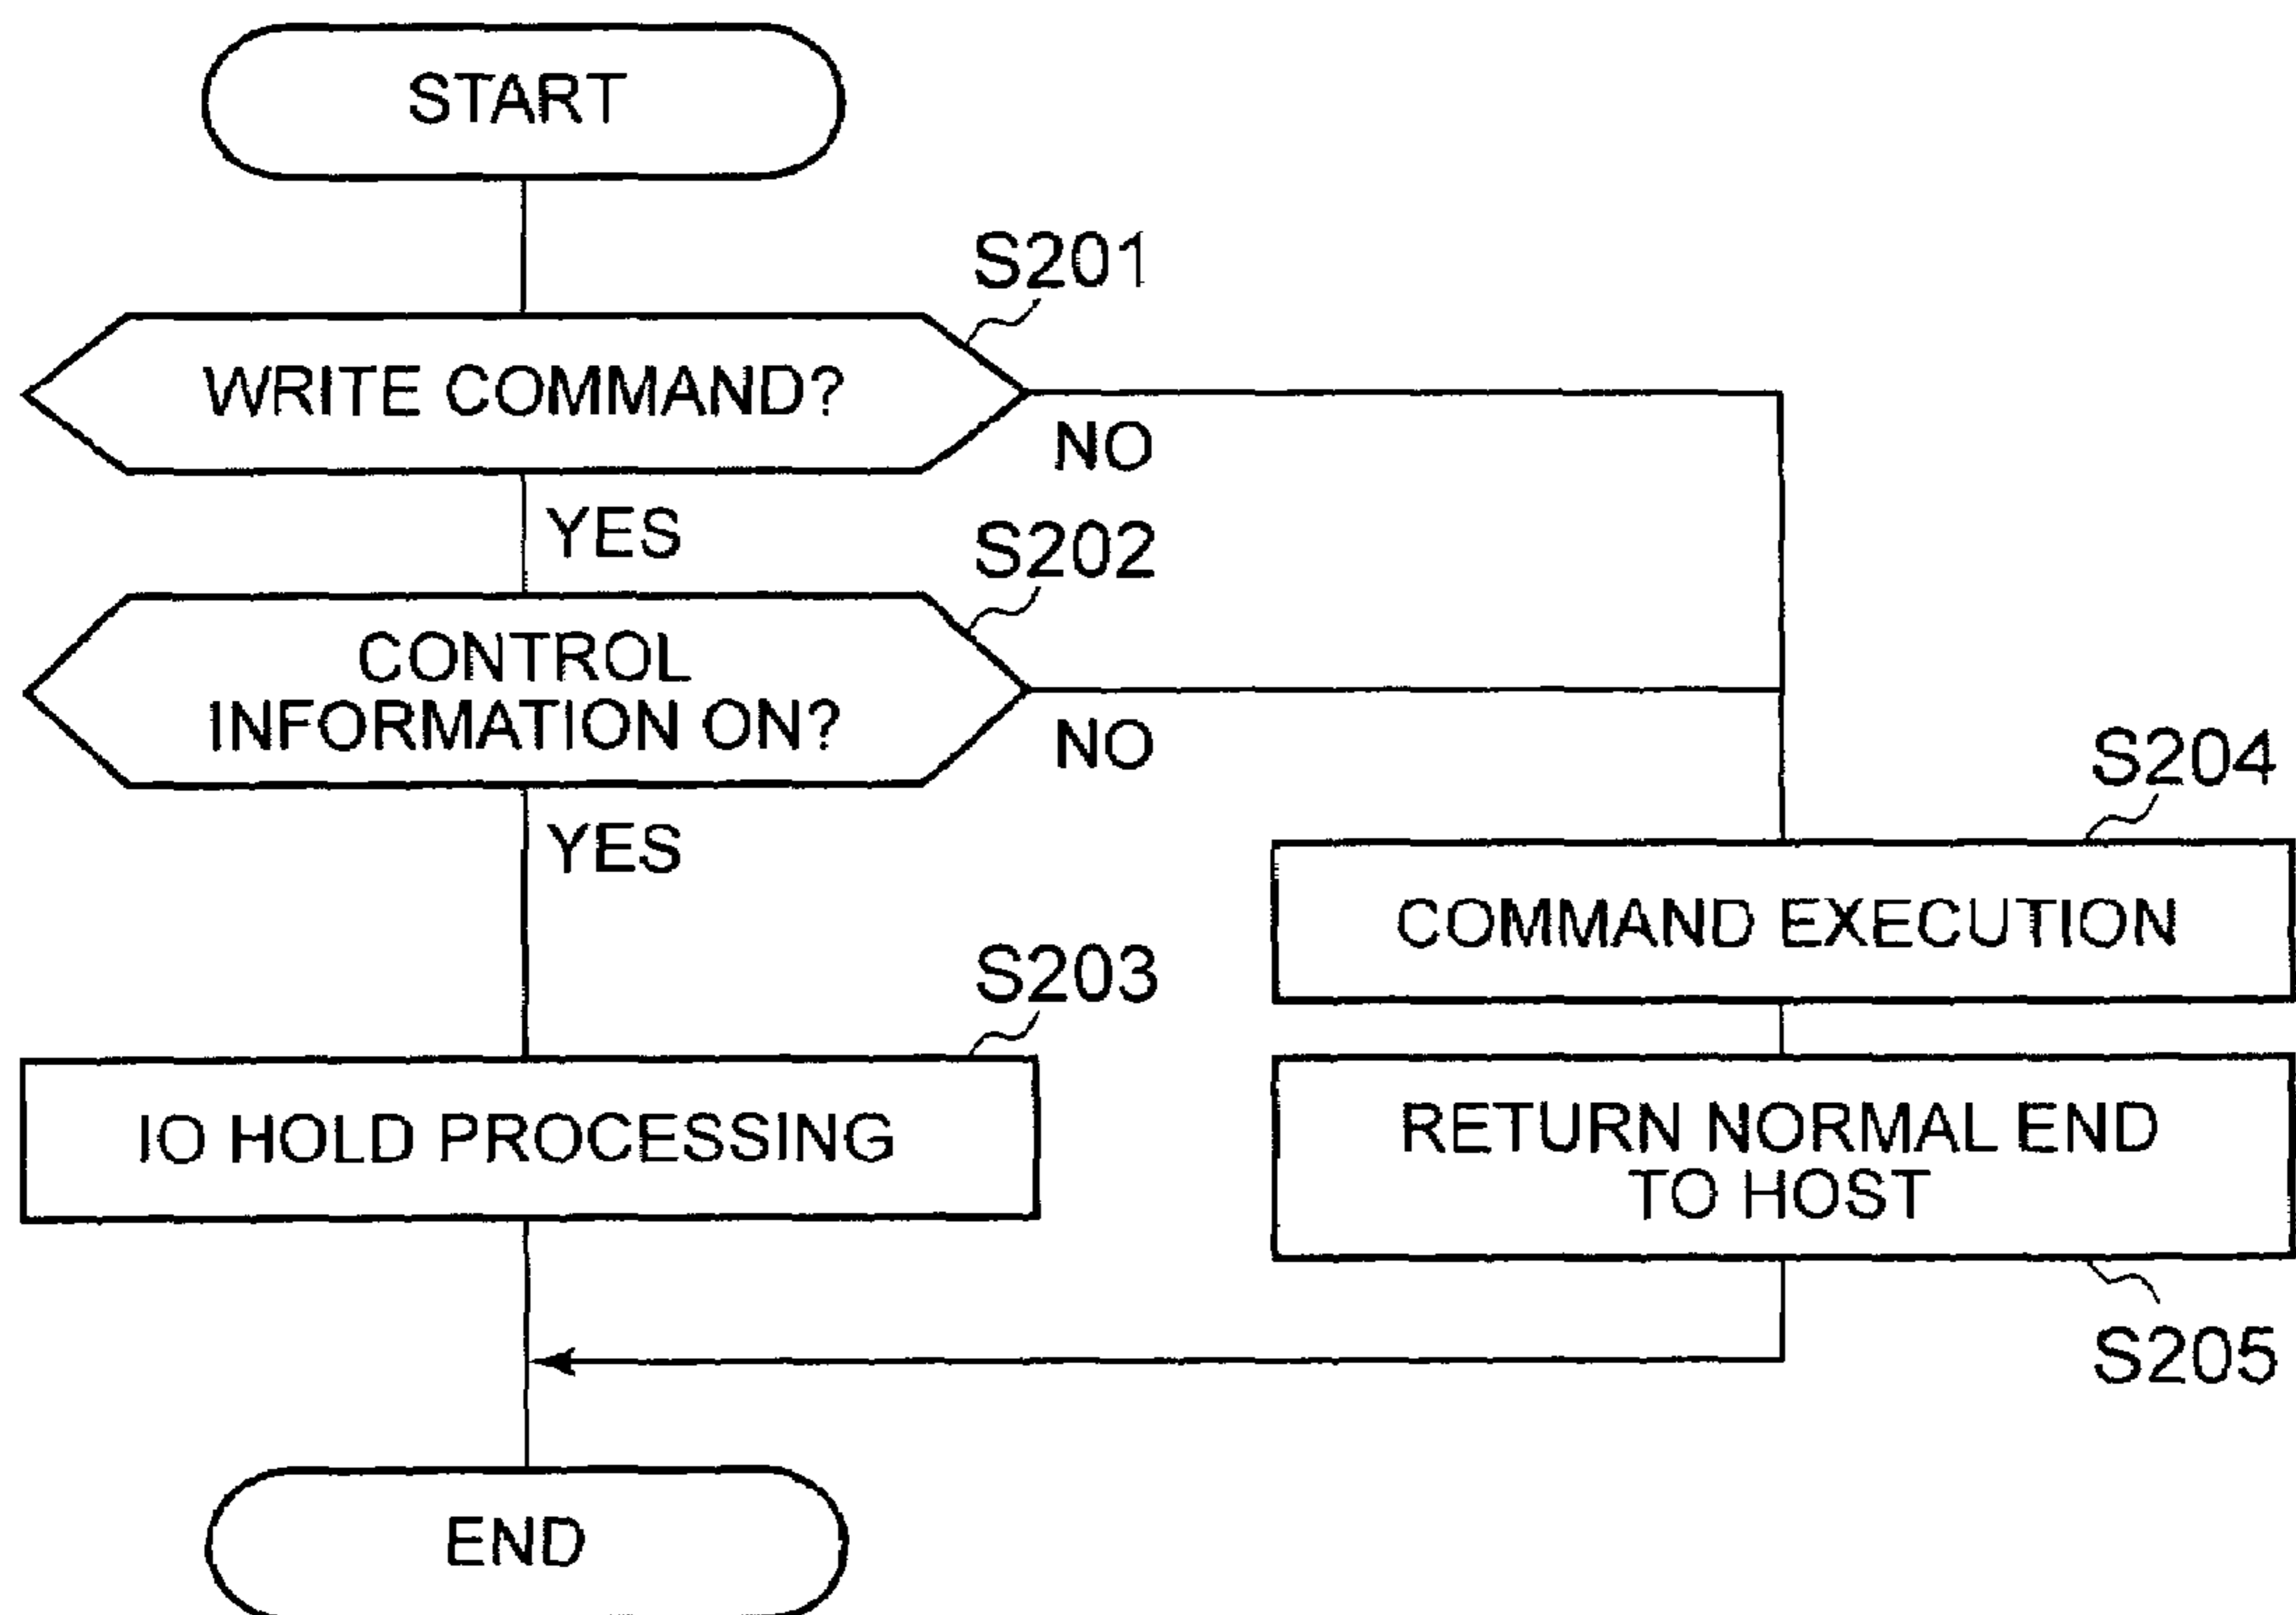 START
S201
WRITE COMMAND?
NO
YES
S202
CONTROL
INFORMATION ON?
NO
YES
S204
COMMAND EXECUTION
S203
IO HOLD PROCESSING
RETURN NORMAL END
TO HOST
S205
END